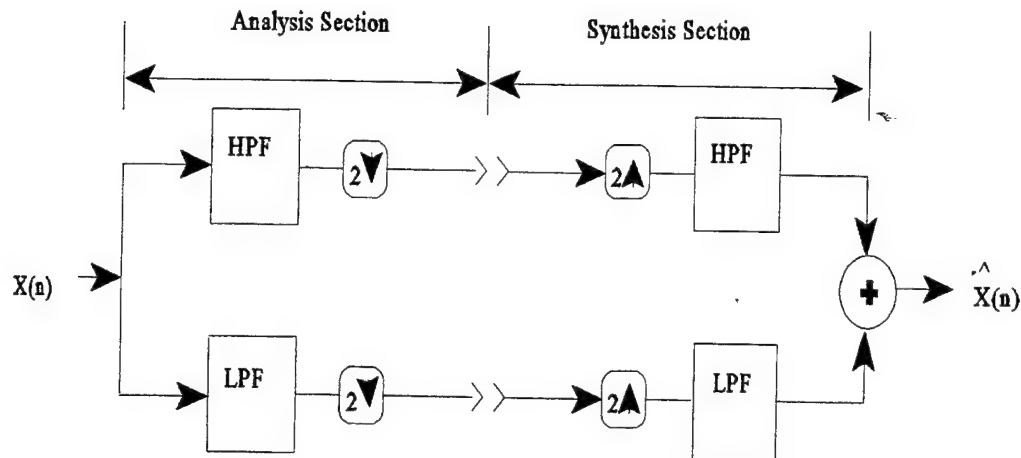 Analysis Section
Synthesis Section
HPF
2
2
HPF
X(n)
+
^
X(n)
LPF
2
2
LPF